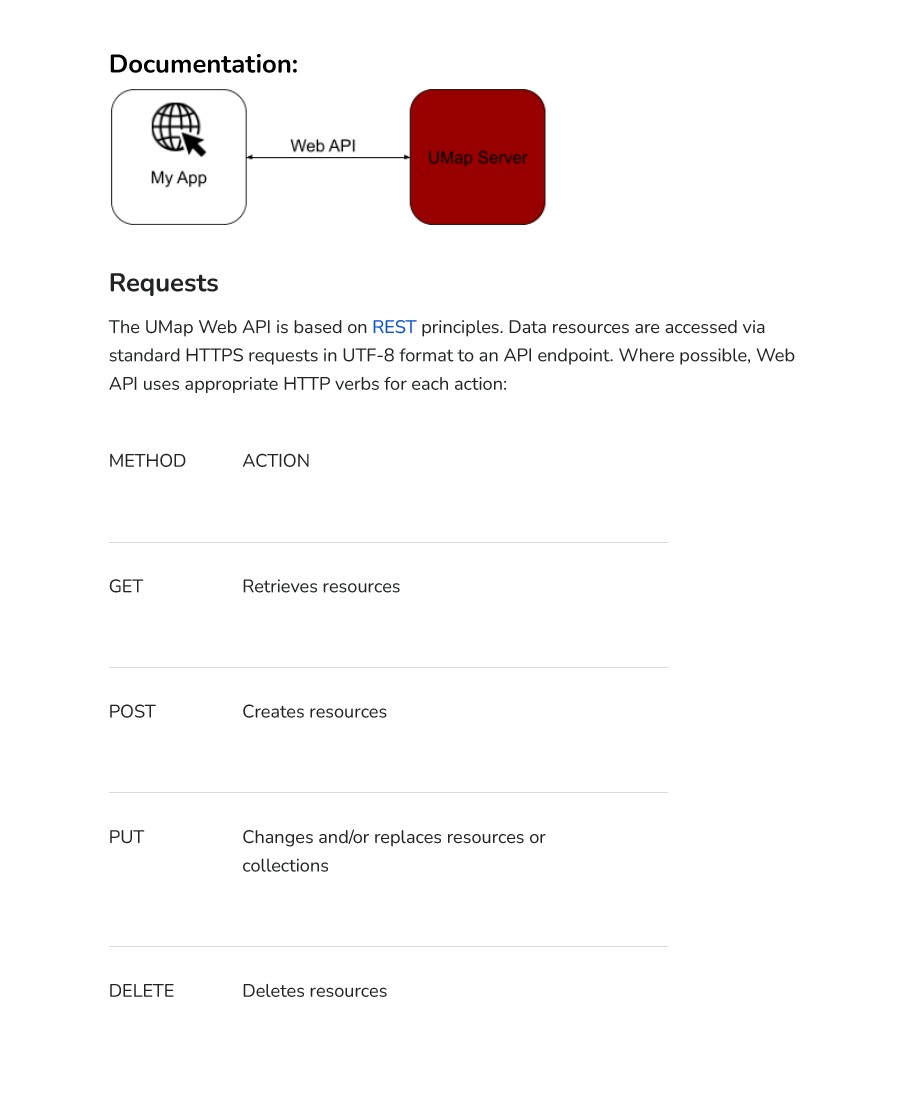 Documentation:
Web API
My App
UMap Server
Requests
The UMap Web API is based on REST principles. Data resources are accessed via
standard HTTPS requests in UTF-8 format to an API endpoint. Where possible, Web
API uses appropriate HTTP verbs for each action:
METHOD ACTION
GET Retrieves resources
POST Creates resources
PUT Changes and/or replaces resources or
collections
DELETE Deletes resources